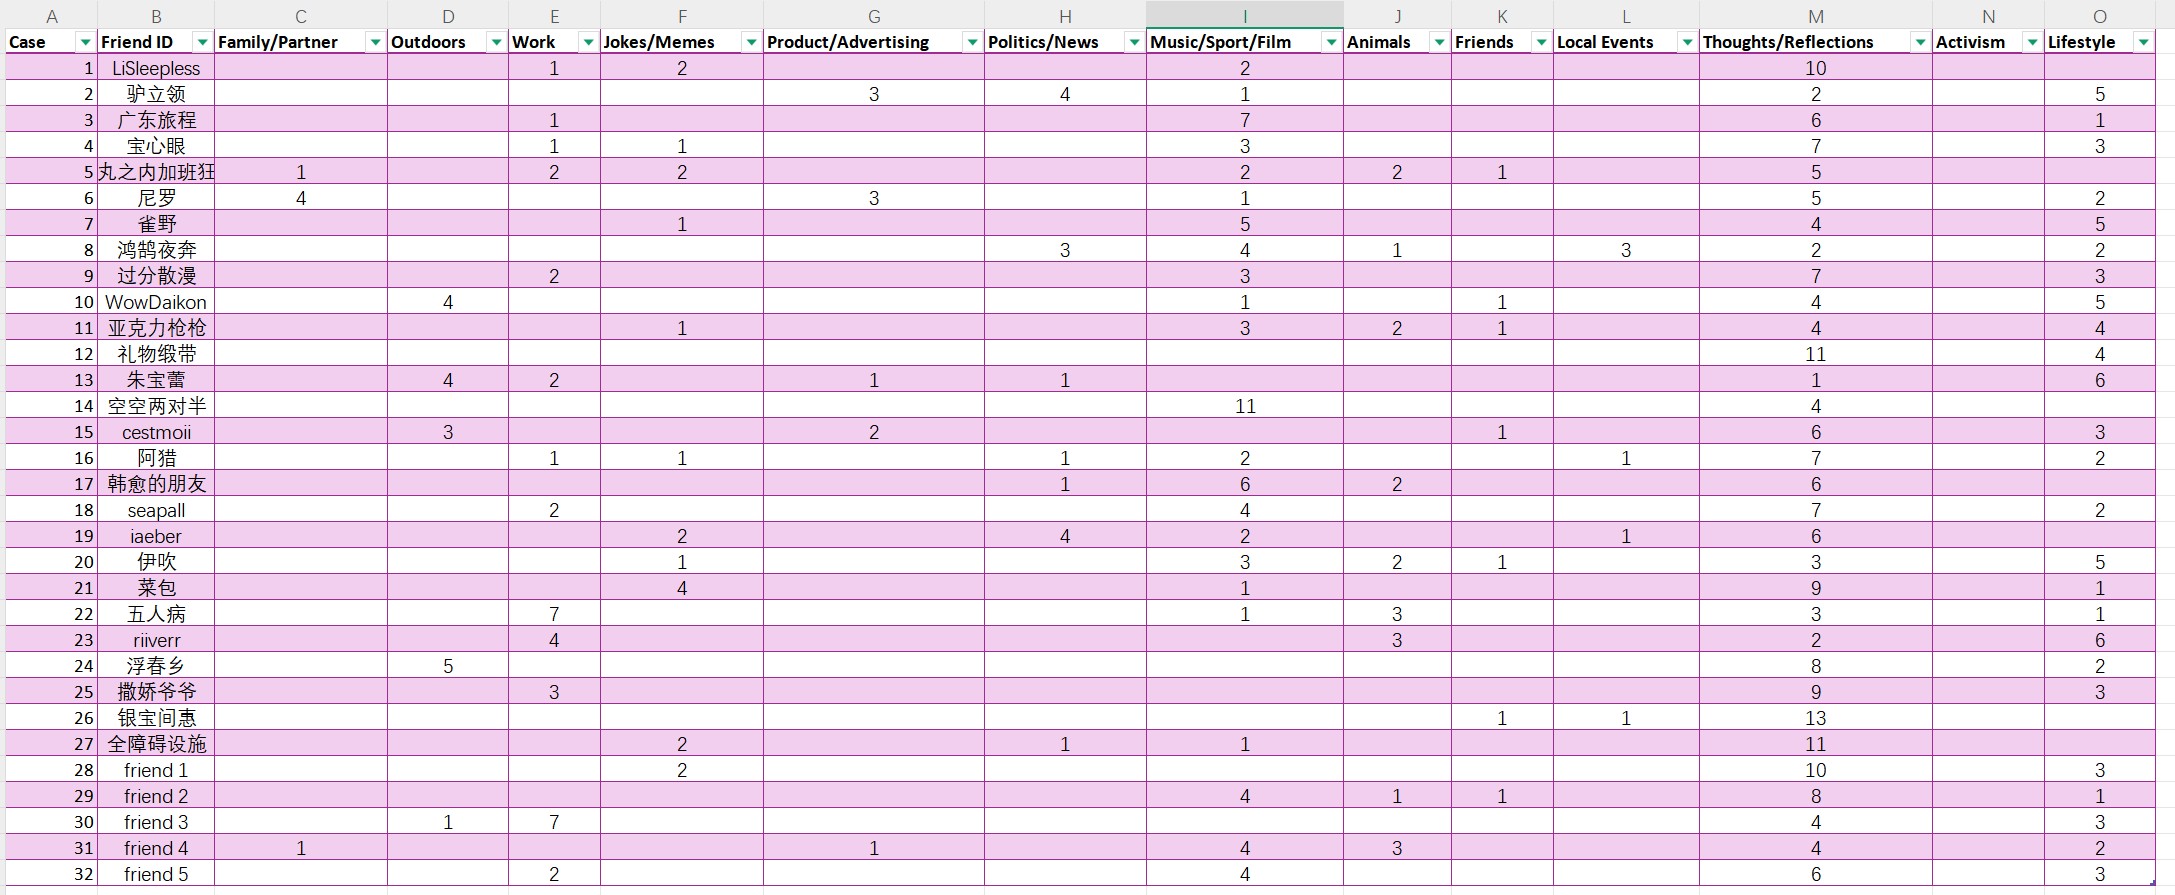 A B C D E F G H I J K L M N O
Case Friend ID Family/Partner Outdoors Work Jokes/Memes Product/Advertising Politics/News Music/Sport/Film Animals Friends Local Events Thoughts/Reflections Activism Lifestyle
1 LiSleepless 1 2 2 10
2 驴立领 3 4 1 2 5
3 广东旅程 1 7 6 1
4 宝心眼 1 1 3 7 3
5 丸之内加班狂 1 2 2 2 2 1 5
6 尼罗 4 3 1 5 2
7 雀野 1 5 4 5
8 鸿鹄夜奔 3 4 1 3 2 2
9 过分散漫 2 3 7 3
10 WowDaikon 4 1 1 4 5
11 亚克力枪枪 1 3 2 1 4 4
12 礼物缎带 11 4
13 朱宝蕾 4 2 1 1 1 6
14 空空两对半 11 4
15 cestmoii 3 2 1 6 3
16 阿猎 1 1 1 2 1 7 2
17 韩愈的朋友 1 6 2 6
18 seapall 2 4 7 2
19 iaeber 2 4 2 1 6
20 伊吹 1 3 2 1 3 5
21 菜包 4 1 9 1
22 五人病 7 1 3 3 1
23 riiverr 4 3 2 6
24 浮春乡 5 8 2
25 撒娇爷爷 3 9 3
26 银宝间惠 1 1 13
27 全障碍设施 2 1 1 11
28 friend 1 2 10 3
29 friend 2 4 1 1 8 1
30 friend 3 1 7 4 3
31 friend 4 1 1 4 3 4 2
32 friend 5 2 4 6 3